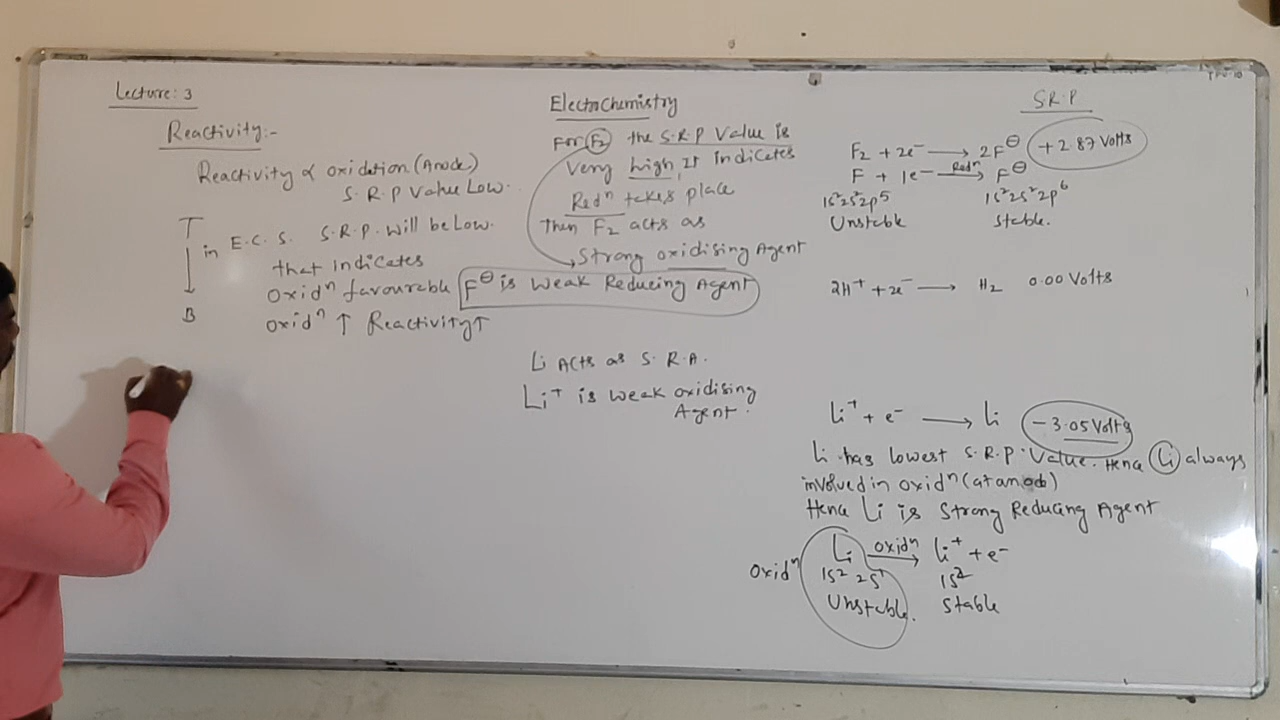 Lecture: 3
Reactivity:-
Reactivity ∝ oxidation (Anode)
S.R.P Value Low.
T
↓ in
B
E.C.S. S.R.P. will be Low.
that indicates
oxidⁿ favourable
oxidⁿ ↑ Reactivity↑
Electrochemistry
For F₂ the S.R.P Value is
Very high, It indicates
Redⁿ takes place
Then F₂ acts as
Strong oxidising Agent
F⊖ is Weak Reducing Agent
Li Acts as S.R.A.
Li⁺ is weak oxidising
Agent.
S.R.P
F₂ + 2e⁻ → 2F⊖ +2.87 Volts
F + 1e⁻ Redⁿ→ F⊖
1s²2s²2p⁵ 1s²2s²2p⁶
Unstable Stable.
2H⁺ + 2e⁻ → H₂ 0.00 Volts
Li⁺ + e⁻ → Li -3.05 Volts
Li has lowest S.R.P. Value. Hence Li always
involved in oxidⁿ (at anode)
Hence Li is Strong Reducing Agent
oxidⁿ Li oxidⁿ→ Li⁺ + e⁻
1s² 2s¹ 1s²
Unstable. Stable